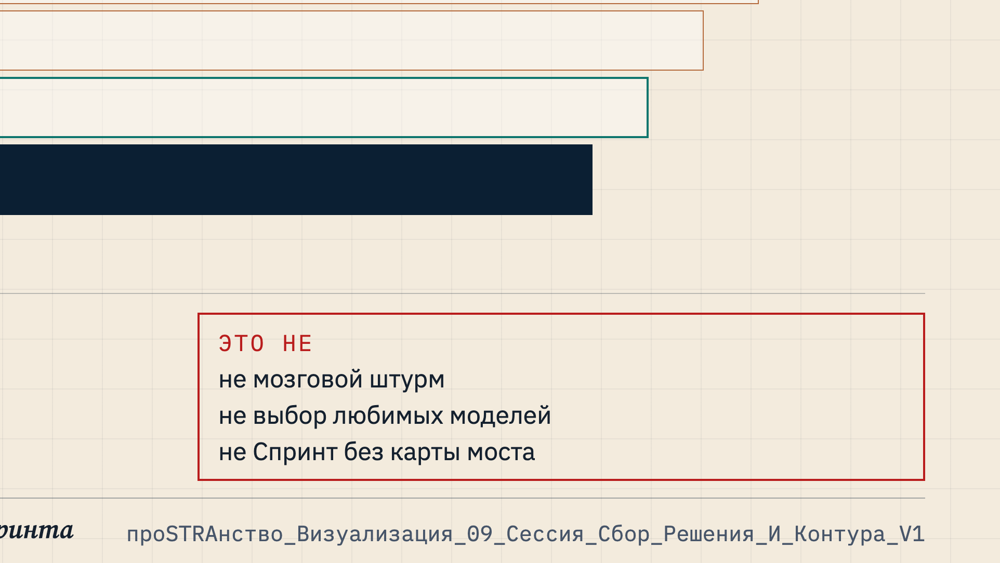 ЭТО НЕ
не мозговой штурм
не выбор любимых моделей
не Спринт без карты моста
проSTRAнство_Визуализация_09_Сессия_Сбор_Решения_И_Контура_V1